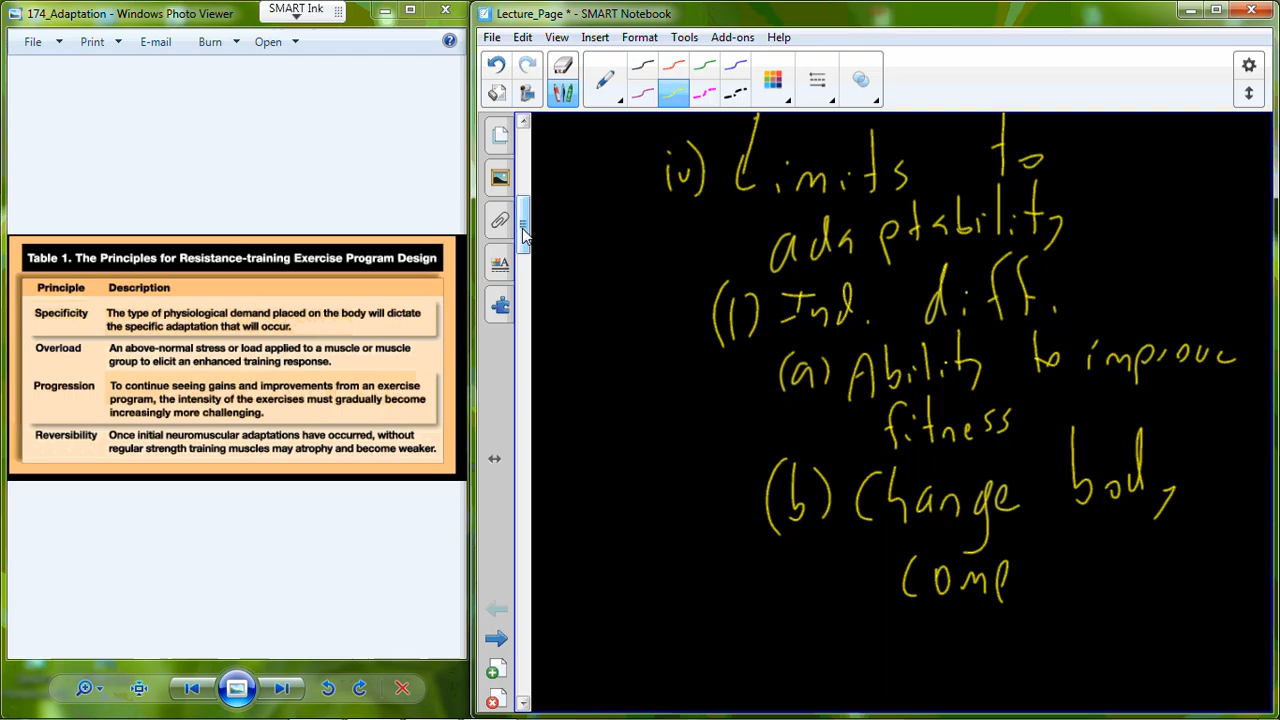 174_Adaptation - Windows Photo Viewer
SMART Ink
File Print E-mail Burn Open
Table 1. The Principles for Resistance-training Exercise Program Design
Principle Description
Specificity The type of physiological demand placed on the body will dictate
the specific adaptation that will occur.
Overload An above-normal stress or load applied to a muscle or muscle
group to elicit an enhanced training response.
Progression To continue seeing gains and improvements from an exercise
program, the intensity of the exercises must gradually become
increasingly more challenging.
Reversibility Once initial neuromuscular adaptations have occurred, without
regular strength training muscles may atrophy and become weaker.
Lecture_Page * - SMART Notebook
File Edit View Insert Format Tools Add-ons Help
iv) Limits to
adaptability
(1) Ind. diff.
(a) Ability to improve
fitness
(b) Change body
comp